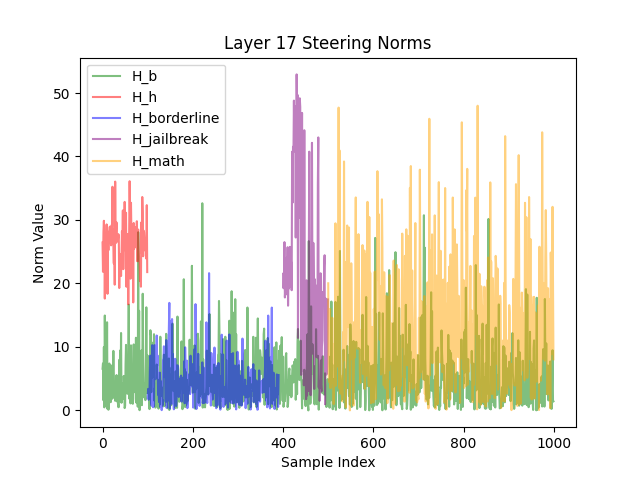 Layer 17 Steering Norms
H_b
H_h
H_borderline
H_jailbreak
H_math
Norm Value
50
40
30
20
10
0
0 200 400 600 800 1000
Sample Index